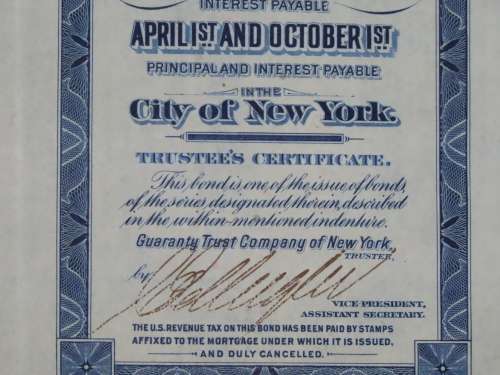 INTEREST PAYABLE
APRIL 1ST AND OCTOBER 1ST
PRINCIPAL AND INTEREST PAYABLE
IN THE
City of New York.
TRUSTEE'S CERTIFICATE.
This bond is one of the issue of bonds,
of the series, designated therein, described
in the within-mentioned indenture.
Guaranty Trust Company of New York,
TRUSTEE,
by
VICE-PRESIDENT,
ASSISTANT SECRETARY.
THE U.S. REVENUE TAX ON THIS BOND HAS BEEN PAID BY STAMPS
AFFIXED TO THE MORTGAGE UNDER WHICH IT IS ISSUED,
AND DULY CANCELLED.